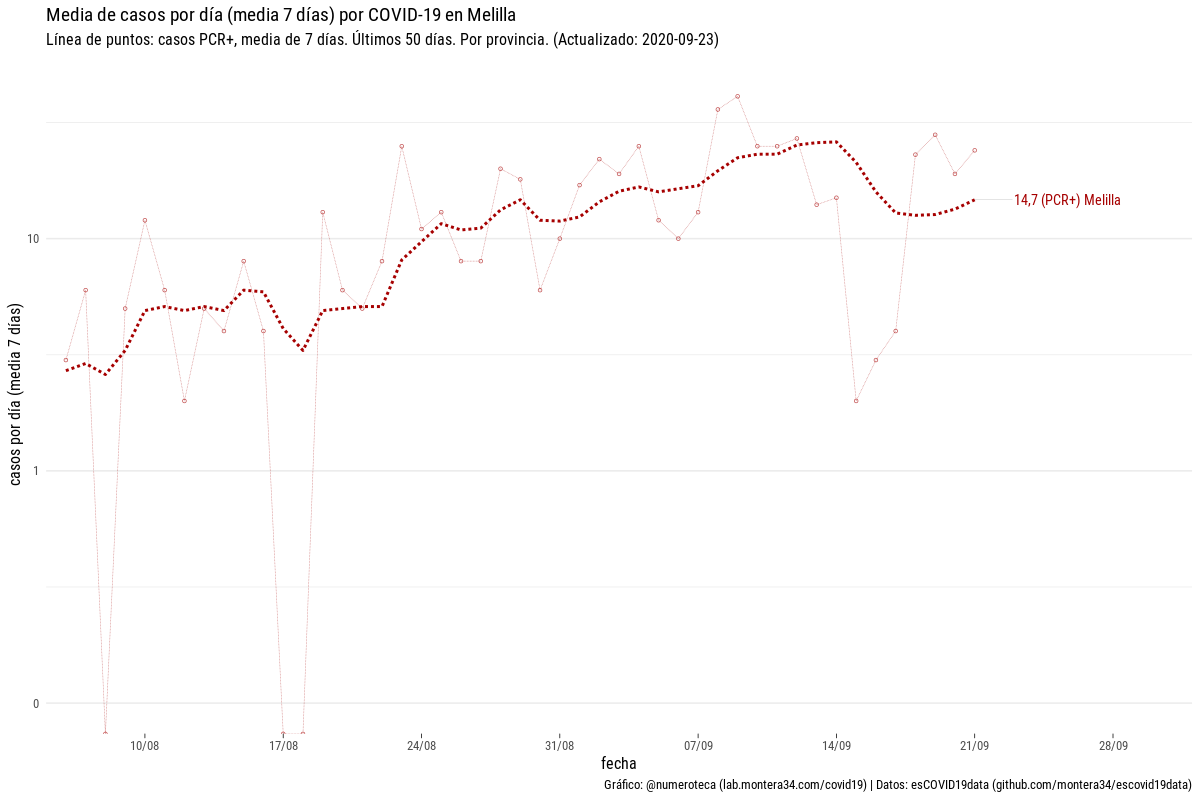 Media de casos por día (media 7 días) por COVID-19 en Melilla
Línea de puntos: casos PCR+, media de 7 días. Últimos 50 días. Por provincia. (Actualizado: 2020-09-23)
casos por día (media 7 días)
10
1
0
14,7 (PCR+) Melilla
10/08
17/08
24/08
31/08
07/09
14/09
21/09
28/09
fecha
Gráfico: @numeroteca (lab.montera34.com/covid19) | Datos: esCOVID19data (github.com/montera34/escovid19data)